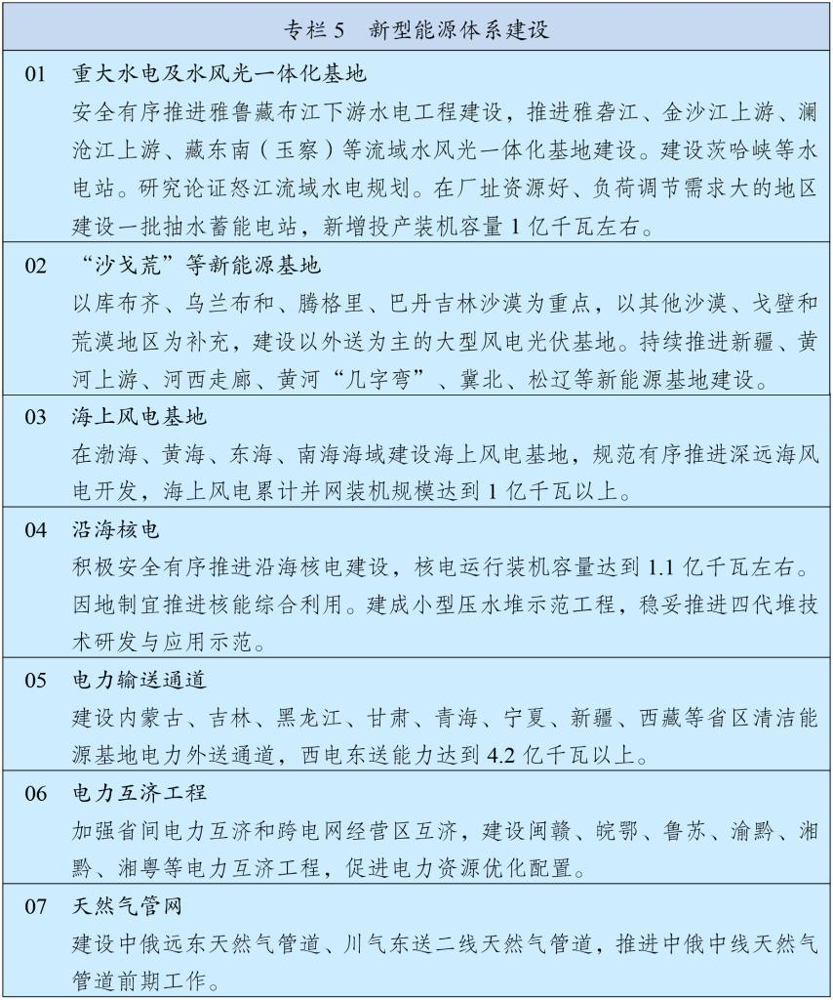 专栏 5　新型能源体系建设
01　重大水电及水风光一体化基地
安全有序推进雅鲁藏布江下游水电工程建设，推进雅砻江、金沙江上游、澜
沧江上游、藏东南（玉察）等流域水风光一体化基地建设。建设茨哈峡等水
电站。研究论证怒江流域水电规划。在厂址资源好、负荷调节需求大的地区
建设一批抽水蓄能电站，新增投产装机容量 1 亿千瓦左右。
02　“沙戈荒”等新能源基地
以库布齐、乌兰布和、腾格里、巴丹吉林沙漠为重点，以其他沙漠、戈壁和
荒漠地区为补充，建设以外送为主的大型风电光伏基地。持续推进新疆、黄
河上游、河西走廊、黄河“几字弯”、冀北、松辽等新能源基地建设。
03　海上风电基地
在渤海、黄海、东海、南海海域建设海上风电基地，规范有序推进深远海风
电开发，海上风电累计并网装机规模达到 1 亿千瓦以上。
04　沿海核电
积极安全有序推进沿海核电建设，核电运行装机容量达到 1.1 亿千瓦左右。
因地制宜推进核能综合利用。建成小型压水堆示范工程，稳妥推进四代堆技
术研发与应用示范。
05　电力输送通道
建设内蒙古、吉林、黑龙江、甘肃、青海、宁夏、新疆、西藏等省区清洁能
源基地电力外送通道，西电东送能力达到 4.2 亿千瓦以上。
06　电力互济工程
加强省间电力互济和跨电网经营区互济，建设闽赣、皖鄂、鲁苏、渝黔、湘
黔、湘粤等电力互济工程，促进电力资源优化配置。
07　天然气管网
建设中俄远东天然气管道、川气东送二线天然气管道，推进中俄中线天然气
管道前期工作。